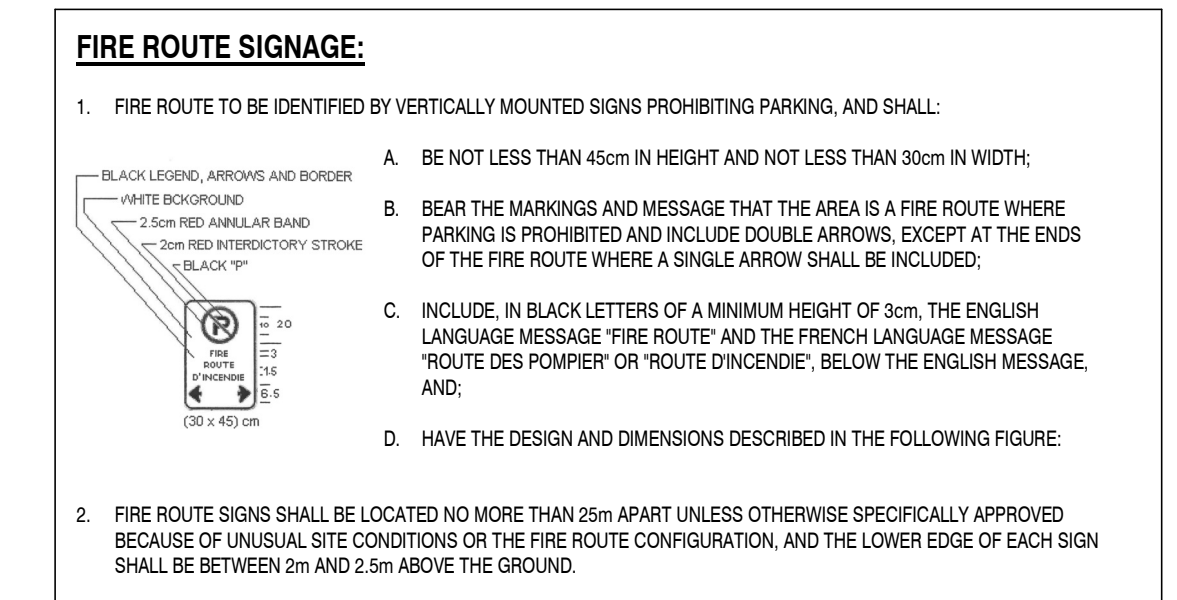 FIRE ROUTE SIGNAGE:
1. FIRE ROUTE TO BE IDENTIFIED BY VERTICALLY MOUNTED SIGNS PROHIBITING PARKING, AND SHALL:
A. BE NOT LESS THAN 45cm IN HEIGHT AND NOT LESS THAN 30cm IN WIDTH;
B. BEAR THE MARKINGS AND MESSAGE THAT THE AREA IS A FIRE ROUTE WHERE
PARKING IS PROHIBITED AND INCLUDE DOUBLE ARROWS, EXCEPT AT THE ENDS
OF THE FIRE ROUTE WHERE A SINGLE ARROW SHALL BE INCLUDED;
C. INCLUDE, IN BLACK LETTERS OF A MINIMUM HEIGHT OF 3cm, THE ENGLISH
LANGUAGE MESSAGE "FIRE ROUTE" AND THE FRENCH LANGUAGE MESSAGE
"ROUTE DES POMPIER" OR "ROUTE D'INCENDIE", BELOW THE ENGLISH MESSAGE,
AND;
D. HAVE THE DESIGN AND DIMENSIONS DESCRIBED IN THE FOLLOWING FIGURE:
BLACK LEGEND, ARROWS AND BORDER
WHITE BCKGROUND
2.5cm RED ANNULAR BAND
2cm RED INTERDICTORY STROKE
BLACK "P"
P
10 20
FIRE
3
ROUTE
1.5
D'INCENDIE
6.5
(30 x 45) cm
2. FIRE ROUTE SIGNS SHALL BE LOCATED NO MORE THAN 25m APART UNLESS OTHERWISE SPECIFICALLY APPROVED
BECAUSE OF UNUSUAL SITE CONDITIONS OR THE FIRE ROUTE CONFIGURATION, AND THE LOWER EDGE OF EACH SIGN
SHALL BE BETWEEN 2m AND 2.5m ABOVE THE GROUND.